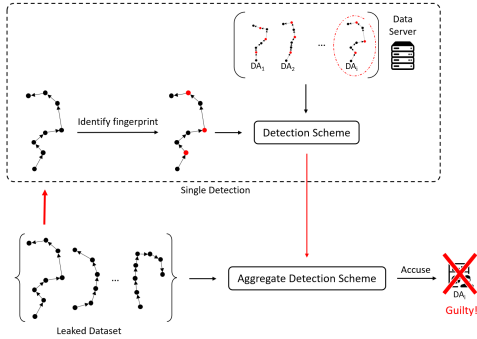 Data
Server
...
DA1 DA2 DAi
Identify fingerprint
Detection Scheme
Single Detection
...
Aggregate Detection Scheme
Accuse
DAi
Guilty!
Leaked Dataset